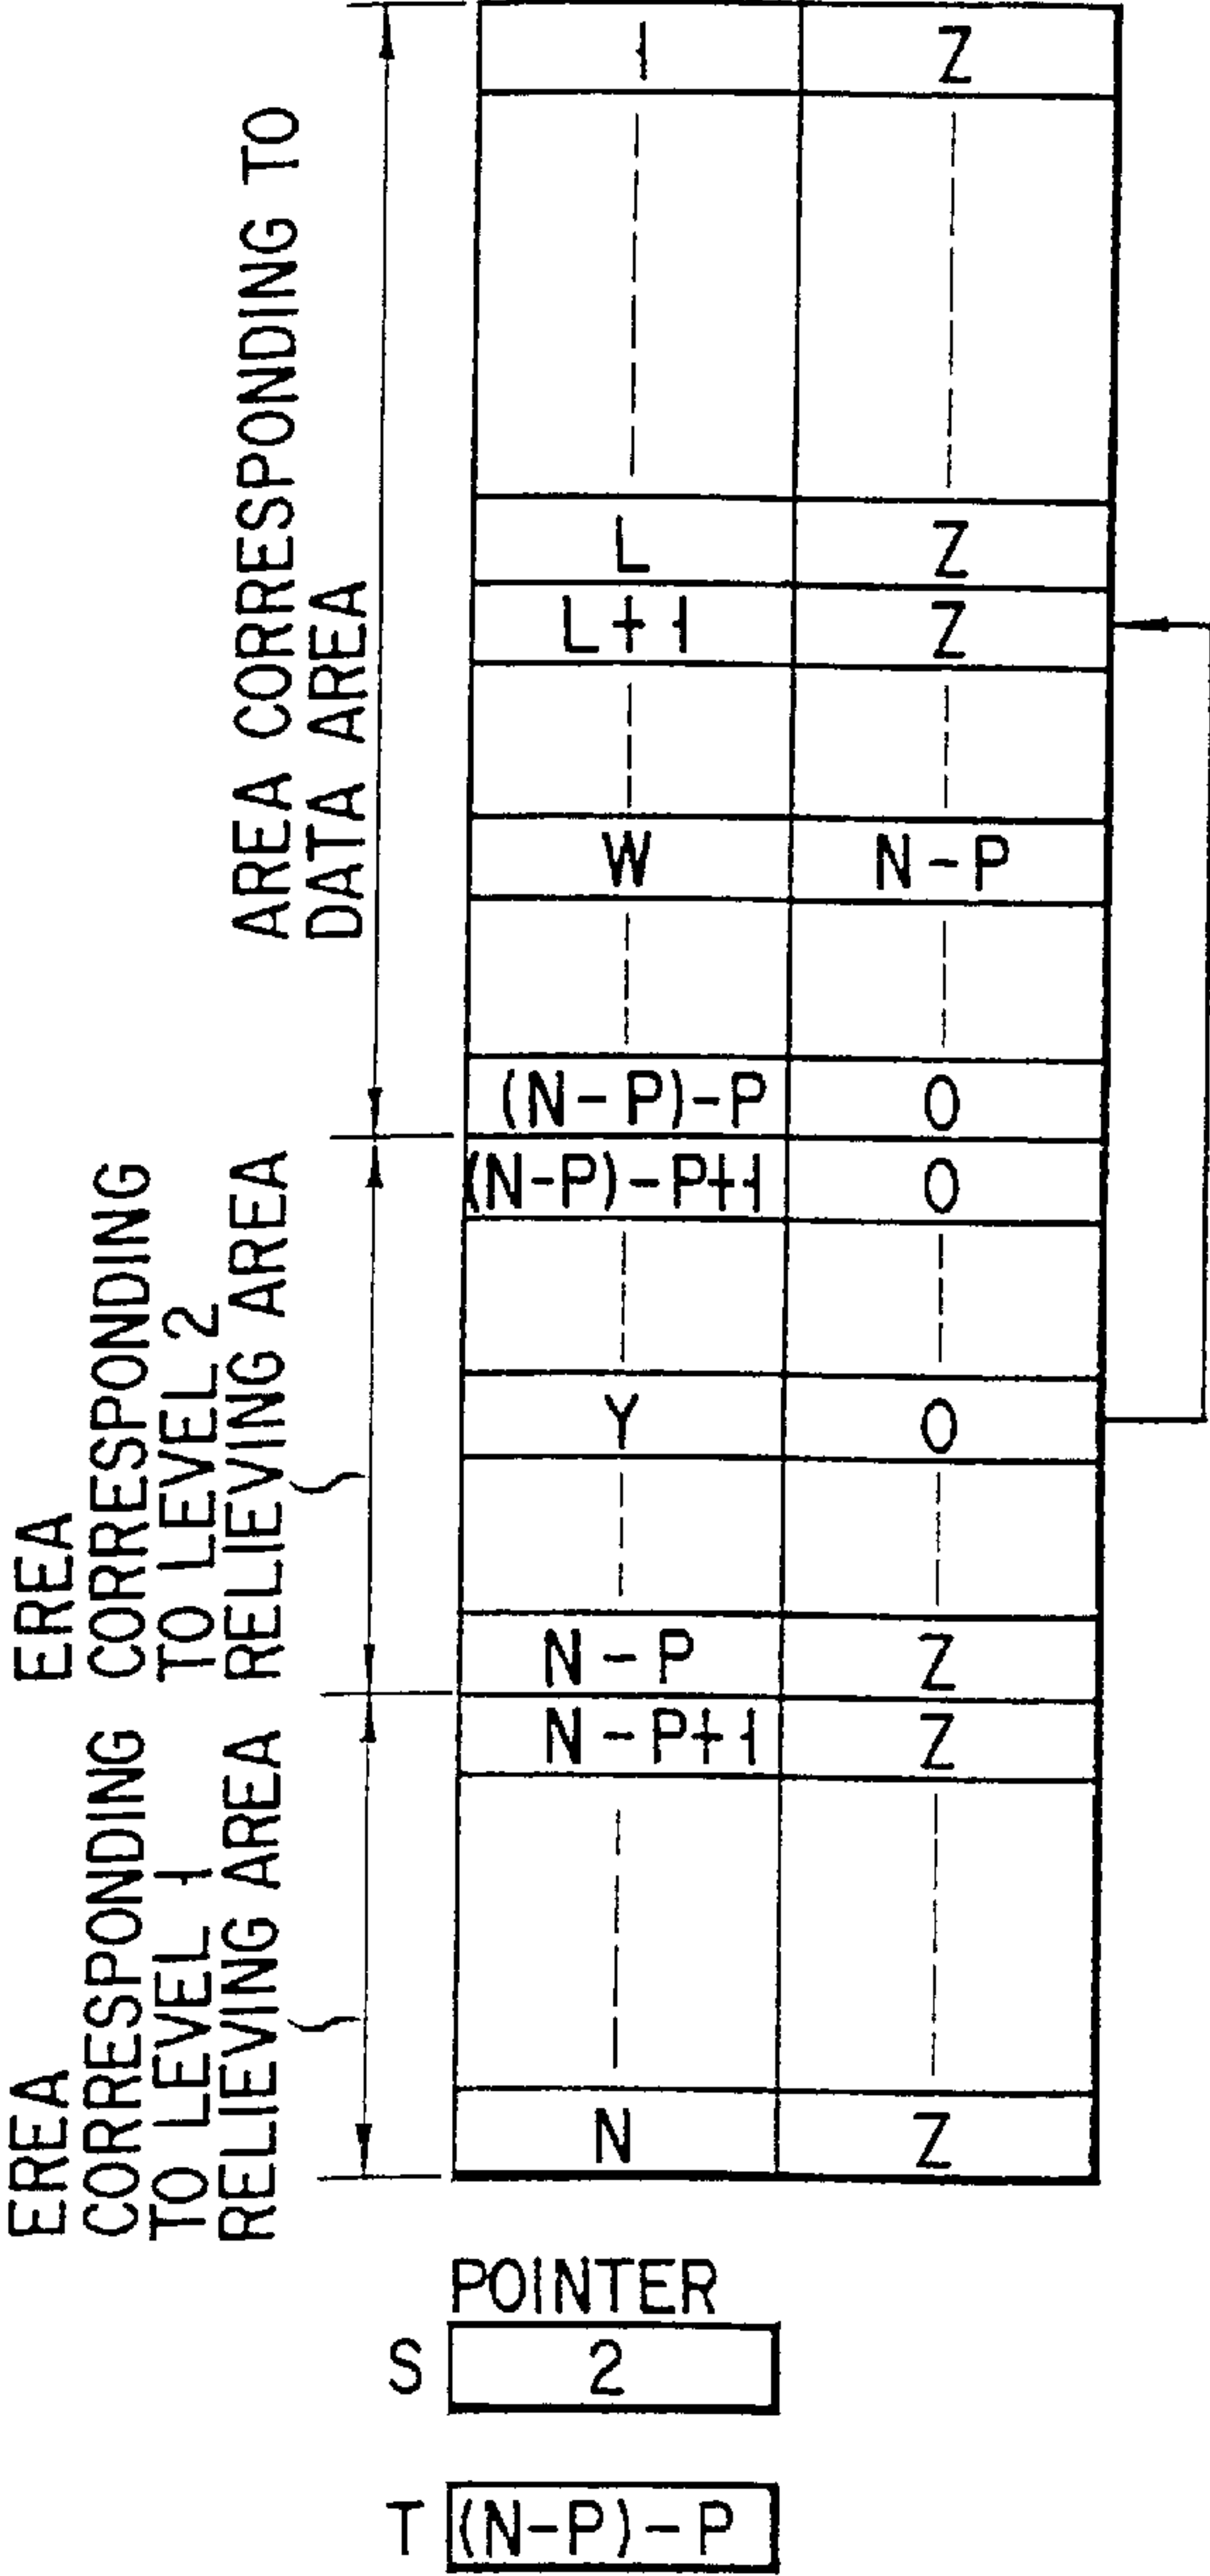 AREA CORRESPONDING TO
DATA AREA
EREA
CORRESPONDING
TO LEVEL 2
RELIEVING AREA
EREA
CORRESPONDING
TO LEVEL 1
RELIEVING AREA
1 Z
L Z
L+1 Z
W N-P
(N-P)-P 0
(N-P)-P+1 0
Y 0
N-P Z
N-P+1 Z
N Z
POINTER
S 2
T (N-P)-P